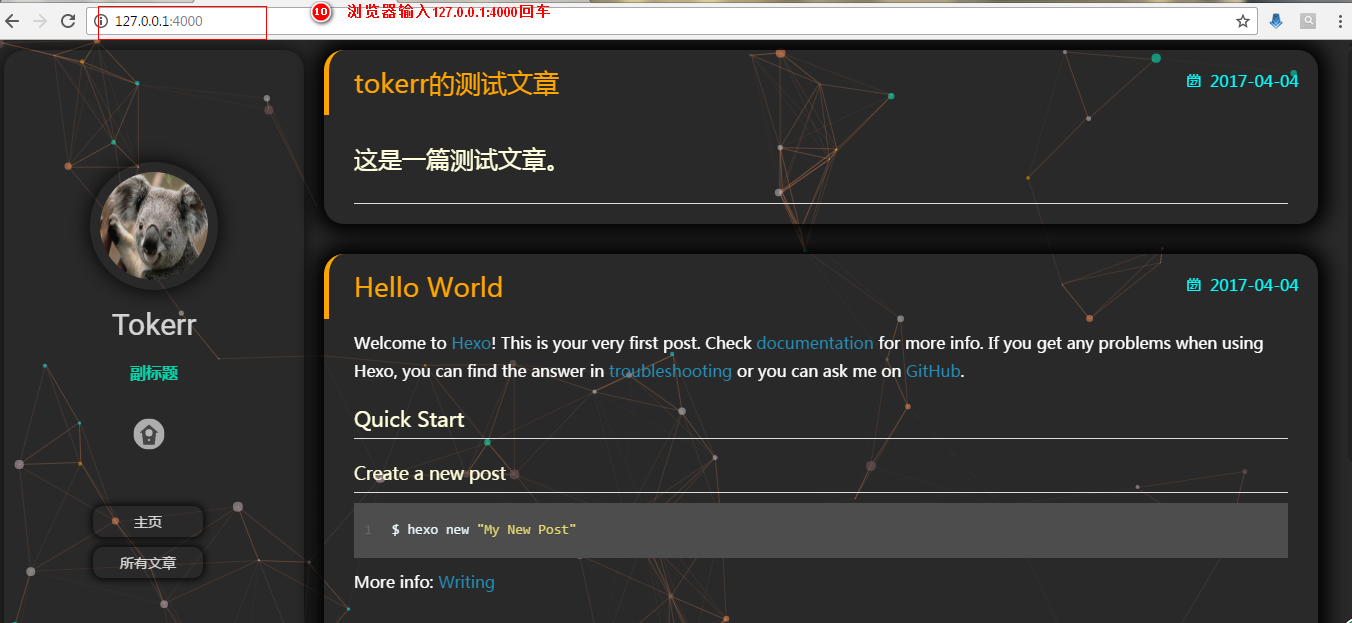 127.0.0.1:4000
10 浏览器输入127.0.0.1:4000回车
tokerr的测试文章
2017-04-04
这是一篇测试文章。
Tokerr
副标题
主页
所有文章
Hello World
2017-04-04
Welcome to Hexo! This is your very first post. Check documentation for more info. If you get any problems when using
Hexo, you can find the answer in troubleshooting or you can ask me on GitHub.
Quick Start
Create a new post
1 $ hexo new "My New Post"
More info: Writing